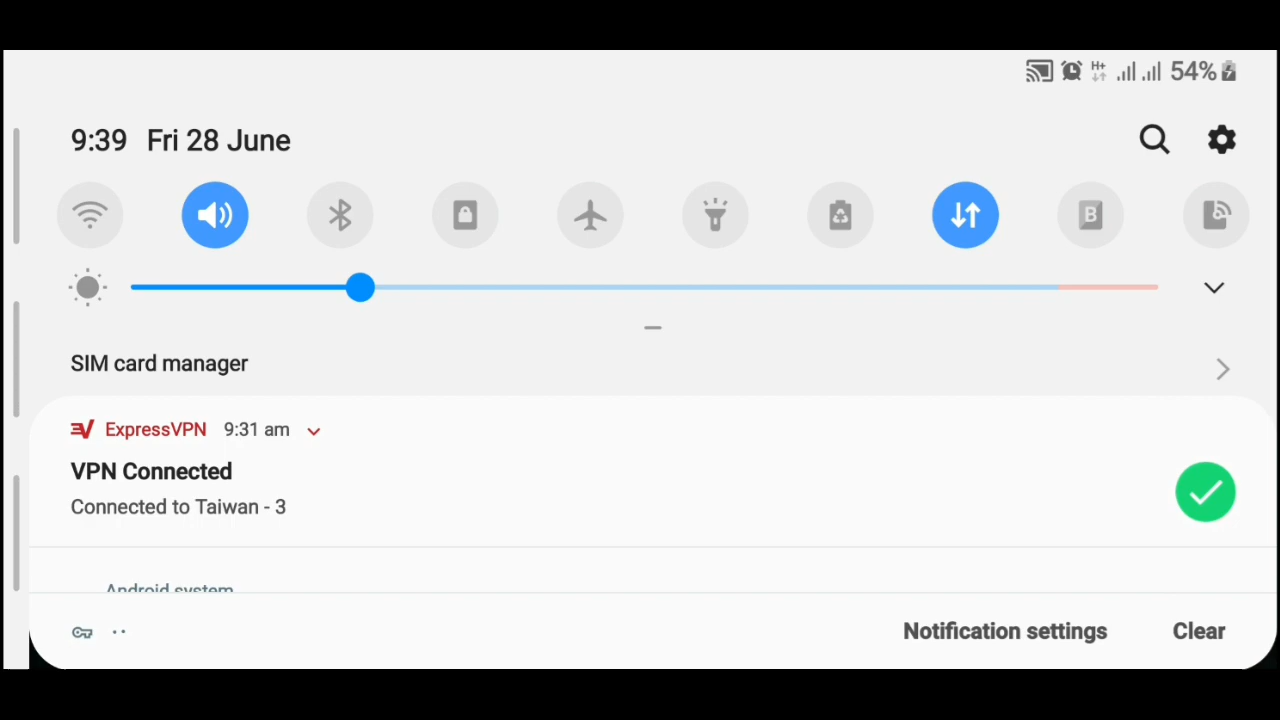 H+
54%
9:39 Fri 28 June
B
SIM card manager
ExpressVPN 9:31 am
VPN Connected
Connected to Taiwan - 3
Android system
Notification settings Clear